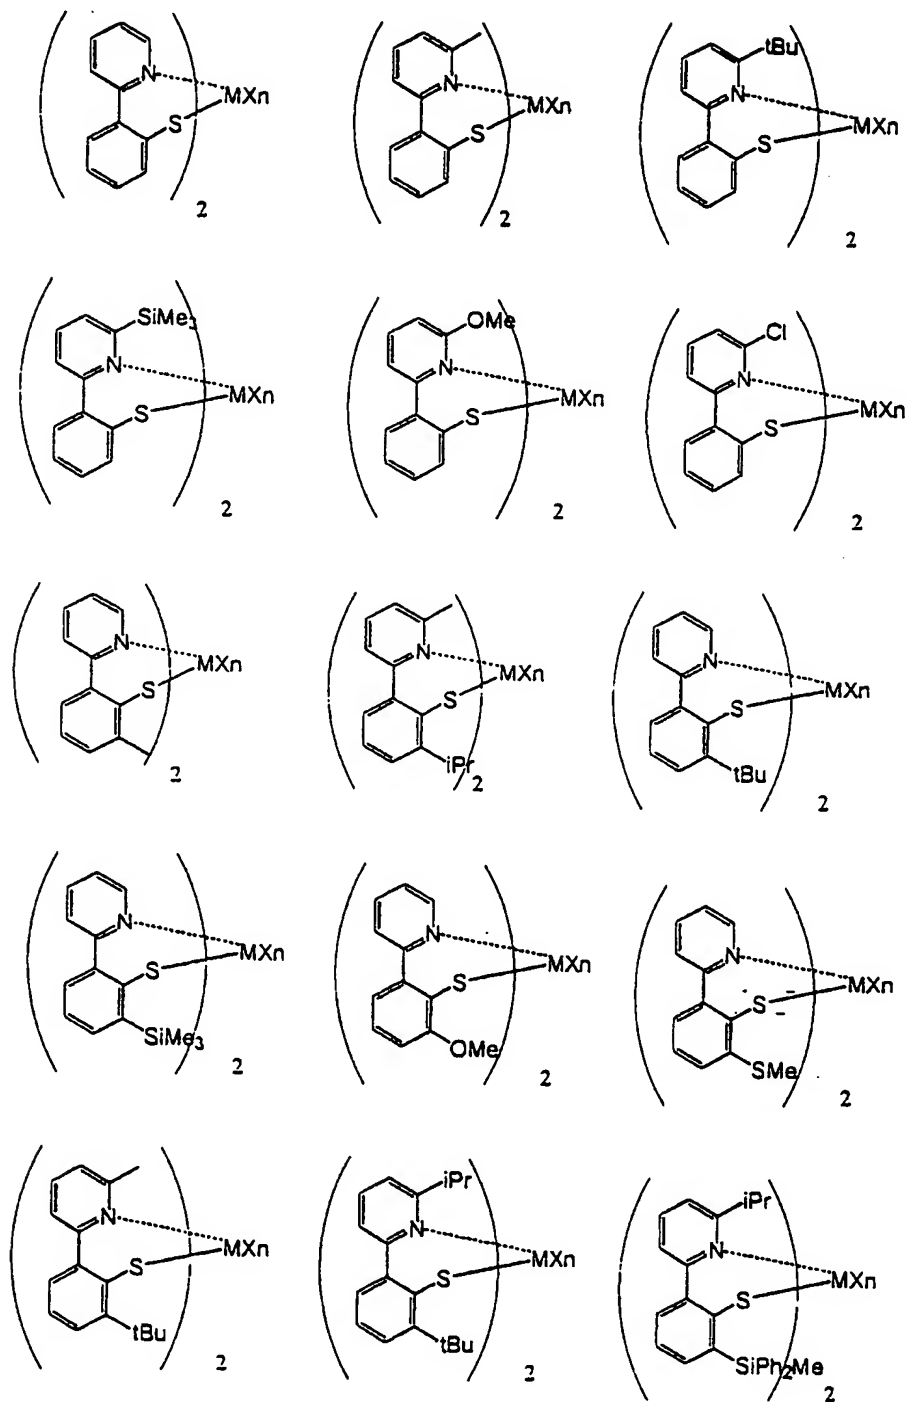 N MXn S 2
N MXn S 2
tBu N MXn S 2
SiMe3 N MXn S 2
OMe N MXn S 2
Cl N MXn S 2
N MXn S 2
N MXn S iPr 2
N MXn S tBu 2
N MXn S SiMe3 2
N MXn S OMe 2
N MXn S SMe 2
N MXn S tBu 2
iPr N MXn S tBu 2
iPr N MXn S SiPh2Me 2